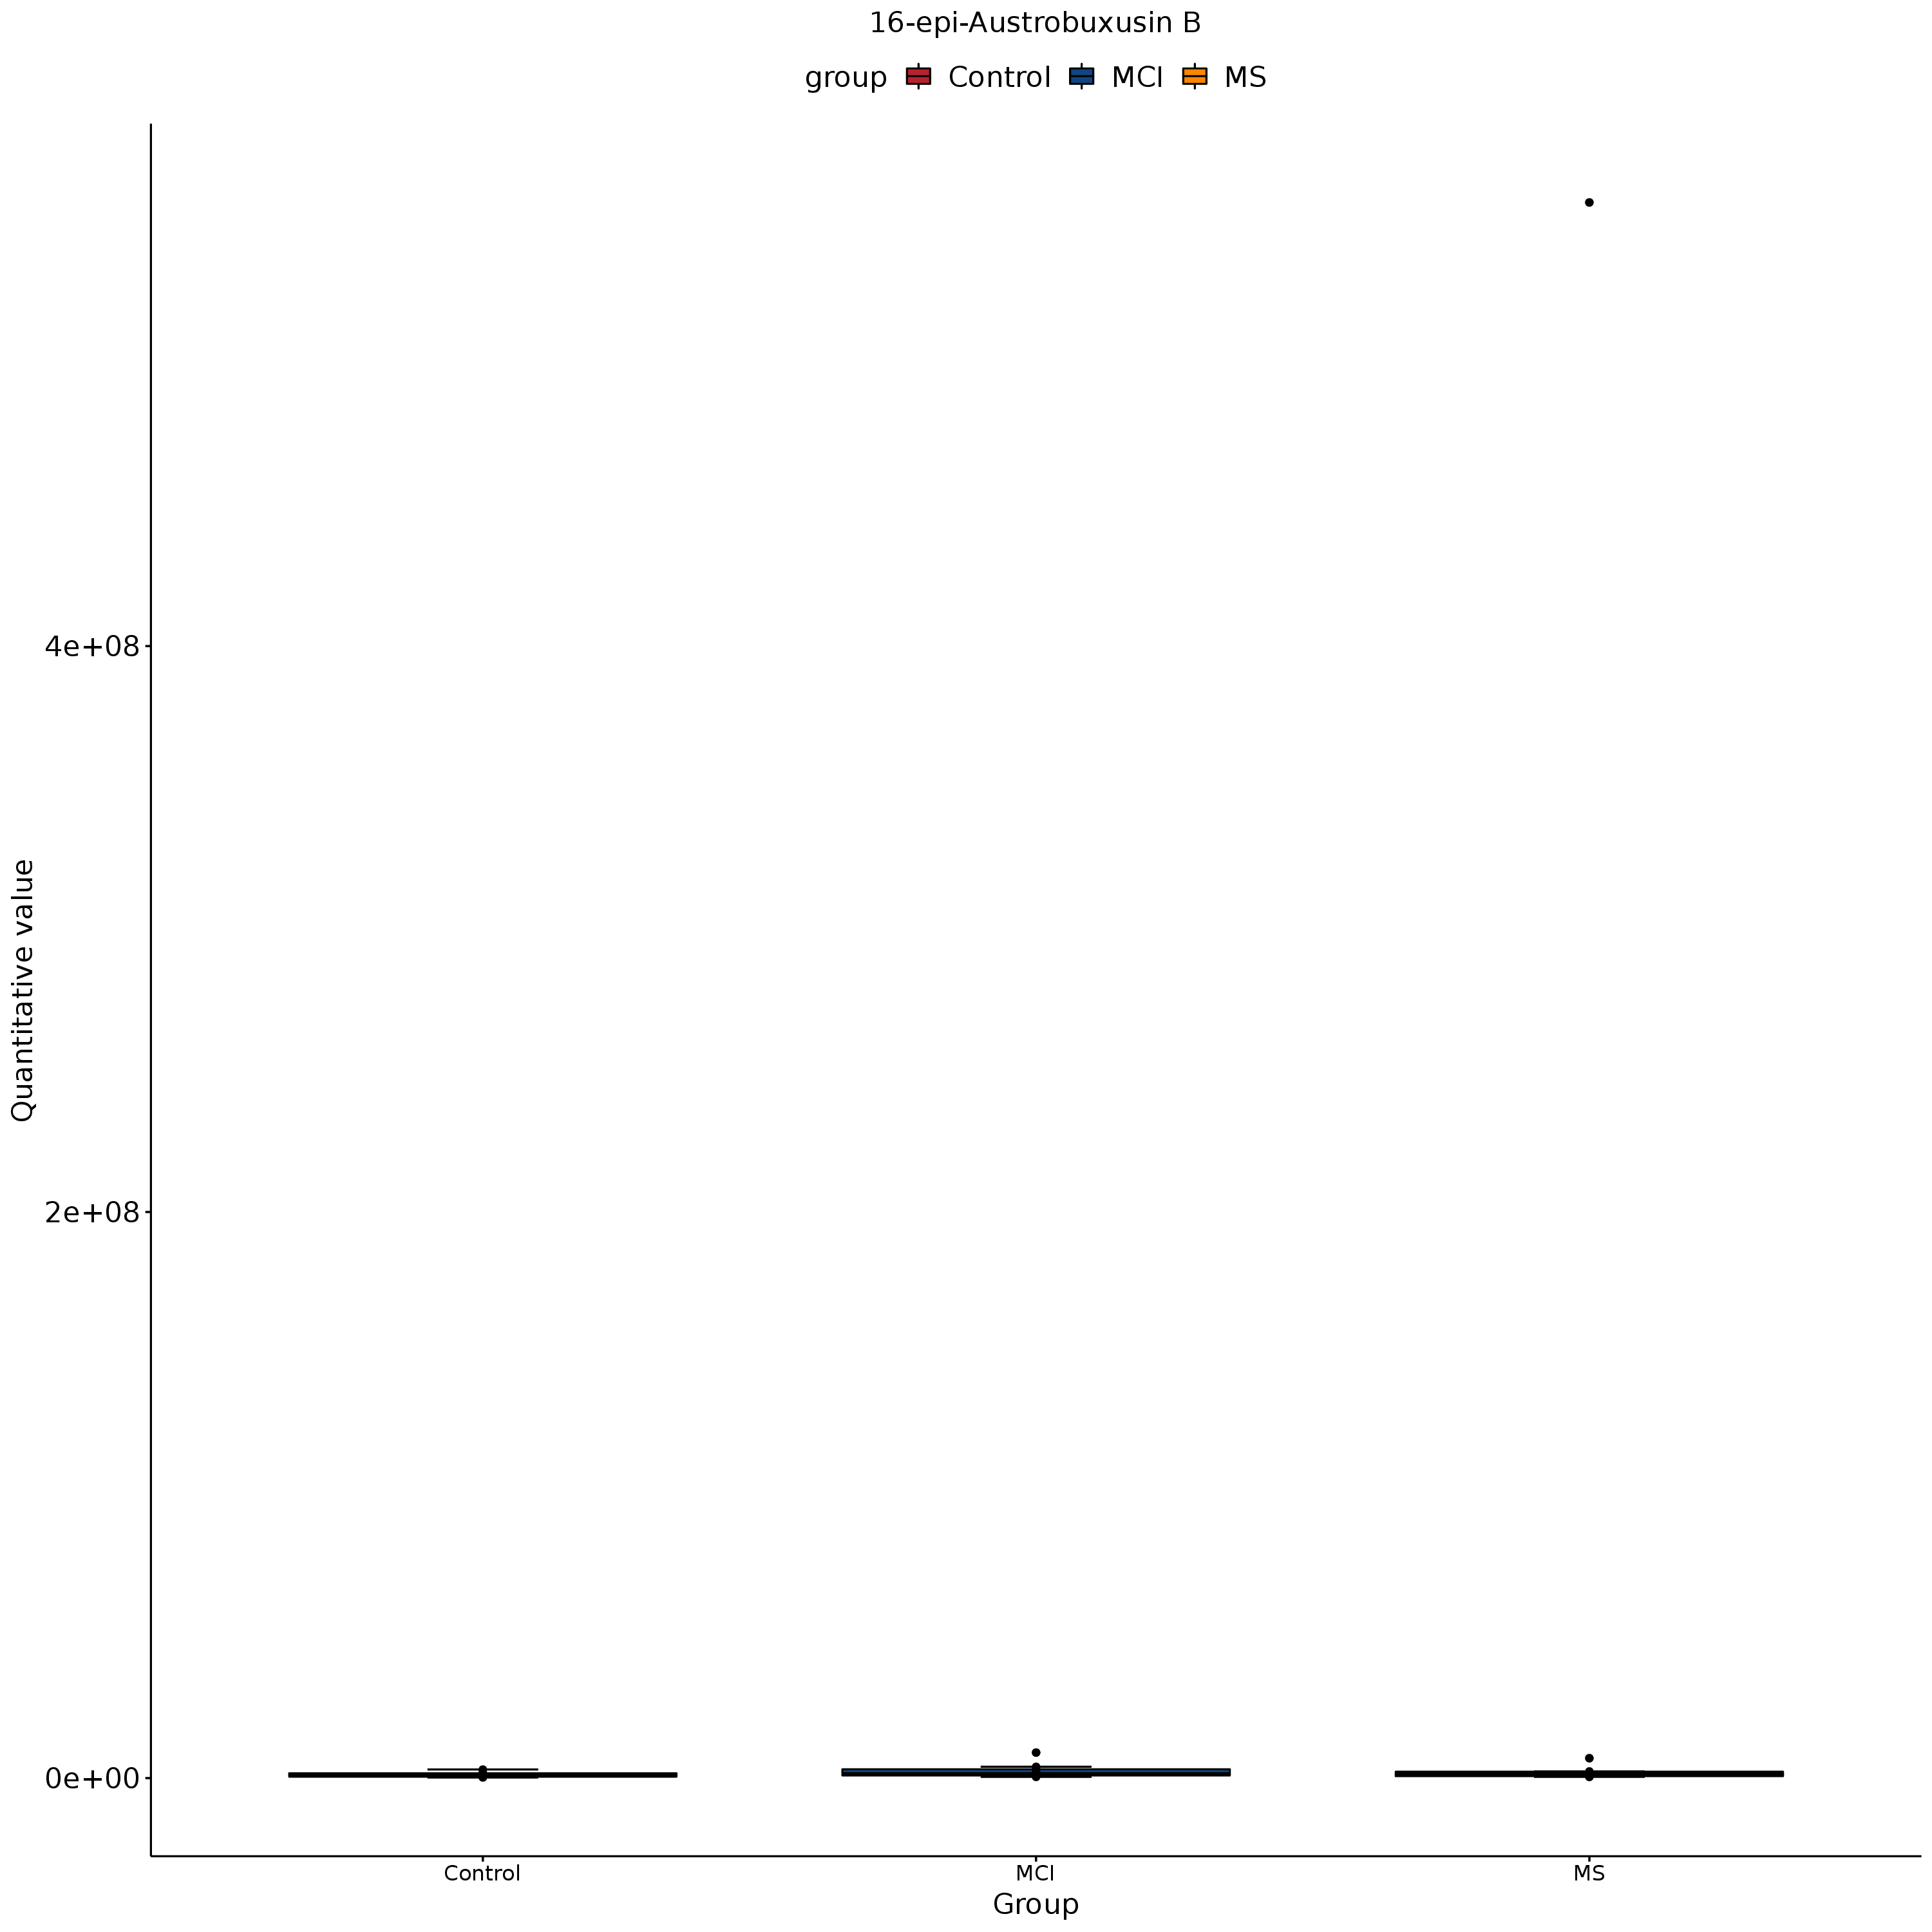 16-epi-Austrobuxusin B
group Control MCI MS
Quantitative value
4e+08
2e+08
0e+00
Control MCI MS
Group